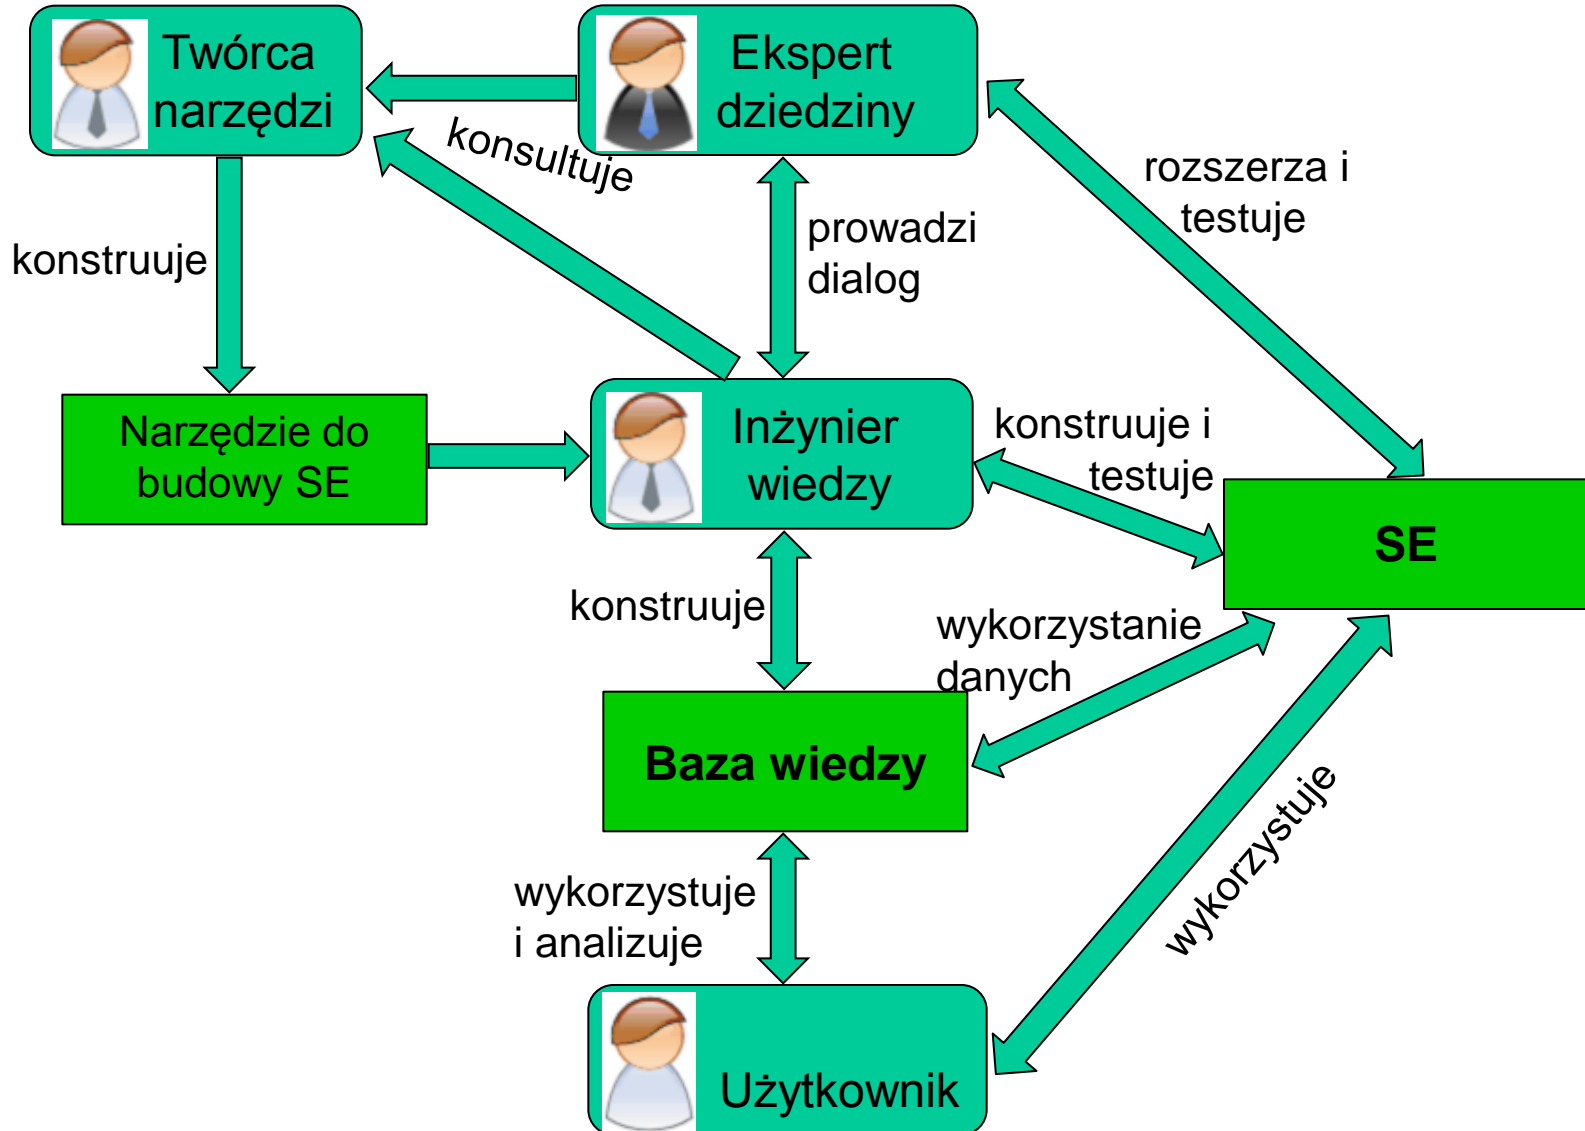 Twórca
narzędzi
Ekspert
dziedziny
konsultuje
rozszerza i
testuje
prowadzi
dialog
konstruuje
Narzędzie do
budowy SE
Inżynier
wiedzy
konstruuje i
testuje
SE
konstruuje
wykorzystanie
danych
Baza wiedzy
wykorzystuje
wykorzystuje
i analizuje
Użytkownik